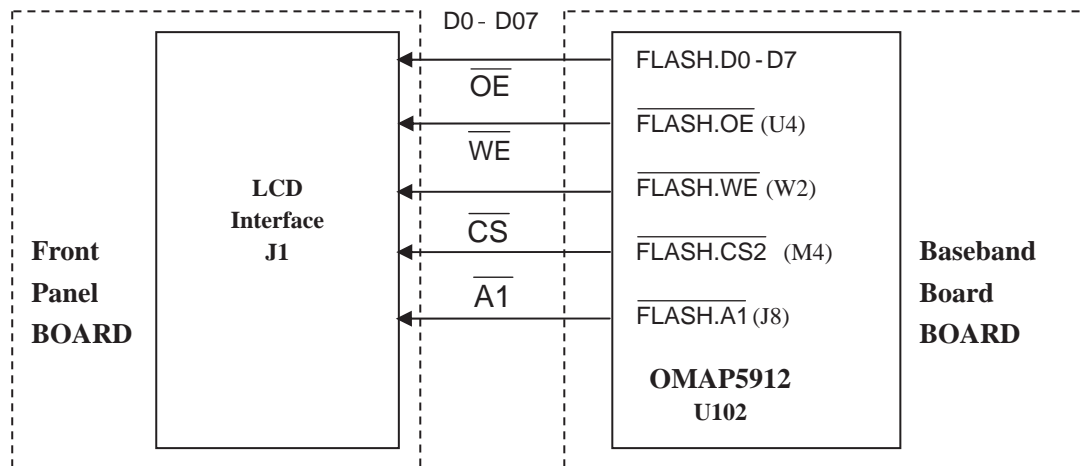 D0 - D07
FLASH.D0 - D7
OE
FLASH.OE (U4)
WE
FLASH.WE (W2)
LCD
Interface
J1
CS
FLASH.CS2 (M4)
A1
FLASH.A1 (J8)
Front
Panel
BOARD
Baseband
Board
BOARD
OMAP5912
U102